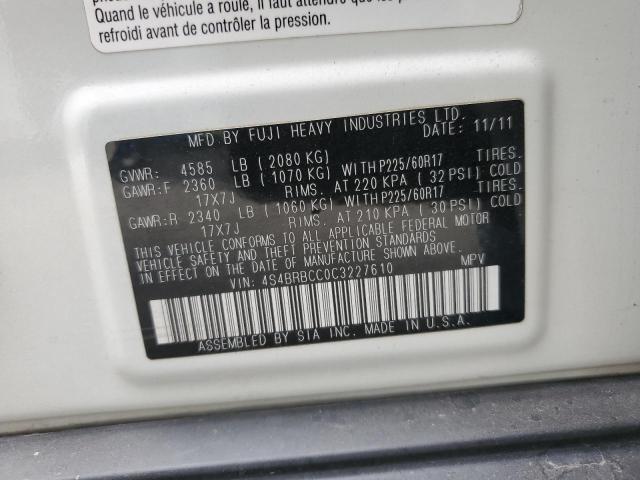 Quand le véhicule a roulé, il faut attendre que les
refroidi avant de contrôler la pression.
MFD.BY FUJI HEAVY INDUSTRIES LTD.
DATE: 11/11
GVWR: 4585 LB (2080 KG) TIRES.
GAWR:F 2360 LB (1070 KG) WITH P225/60R17
17X7J RIMS. AT 220 KPA (32 PSI) COLD
GAWR:R 2340 LB (1060 KG) WITH P225/60R17 TIRES.
17X7J RIMS. AT 210 KPA (30 PSI) COLD
THIS VEHICLE CONFORMS TO ALL APPLICABLE FEDERAL MOTOR
VEHICLE SAFETY AND THEFT PREVENTION STANDARDS
IN EFFECT ON THE DATE OF MANUFACTURE SHOWN ABOVE.
VIN: 4S4BRBCC0C3227610 MPV
ASSEMBLED BY SIA INC. MADE IN U.S.A.